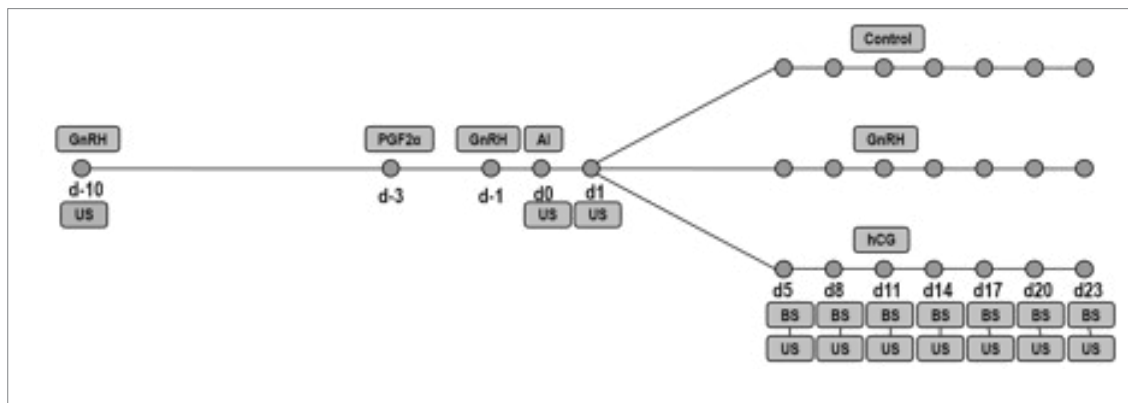 Control
GnRH PGF2α GnRH AI GnRH
d-10 d-3 d-1 d0 d1
US US US
hCG
d5 d8 d11 d14 d17 d20 d23
BS BS BS BS BS BS BS
US US US US US US US